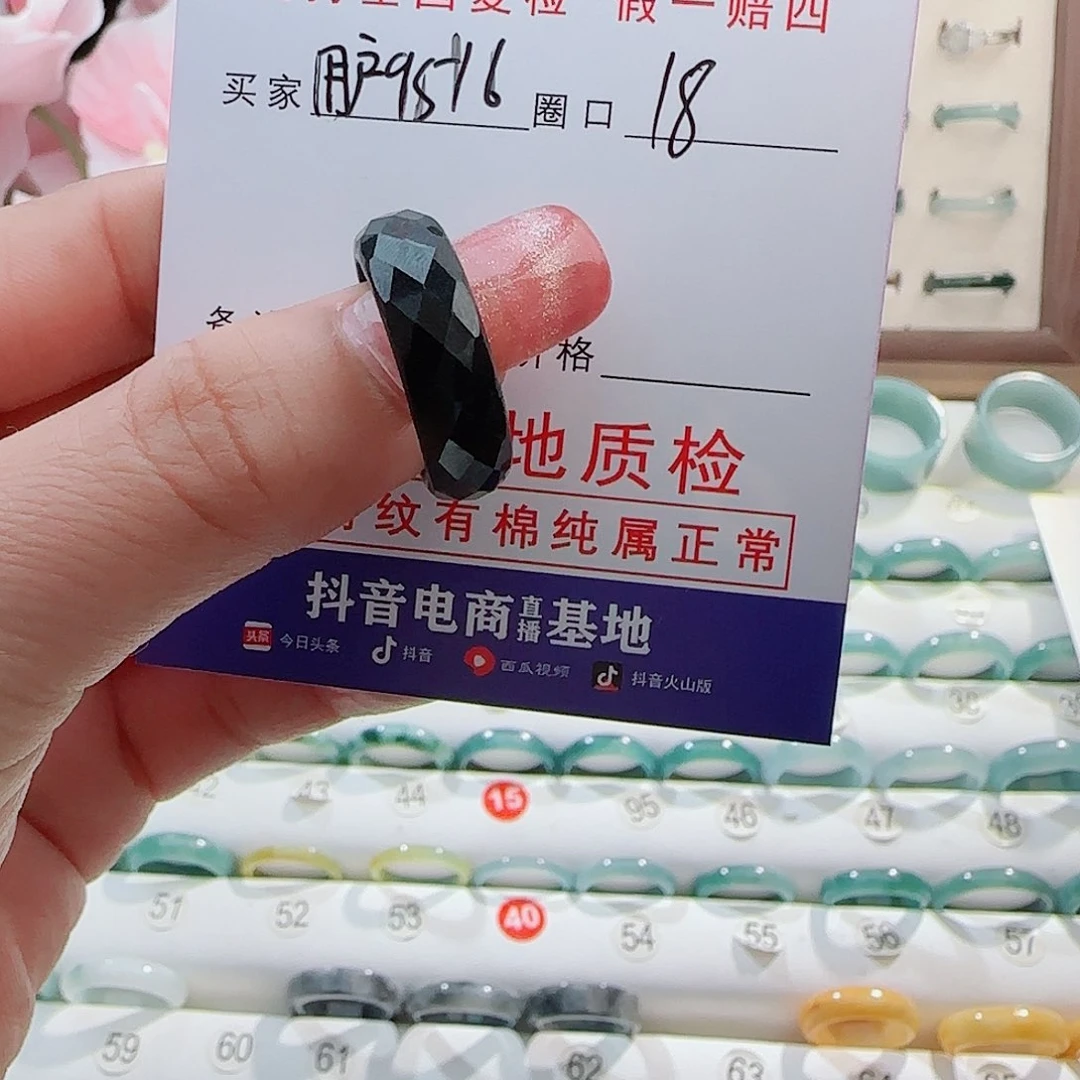 假一赔四
买家 用户9516 圈口 18
格
地质检
纹有棉纯属正常
抖音电商直播基地
今日头条 抖音 西瓜视频 抖音火山版
43 44 15 95 46 47 48
51 52 53 40 54 55 56 57
59 60 61 62 63